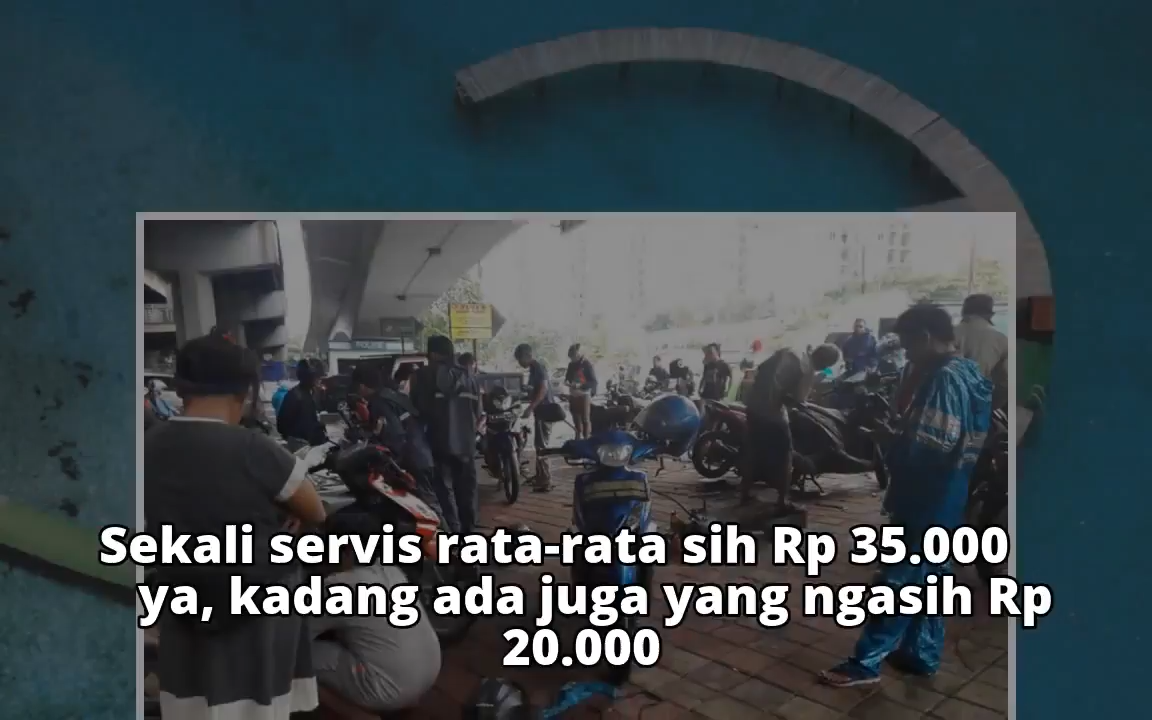 Sekali servis rata-rata sih Rp 35.000
ya, kadang ada juga yang ngasih Rp
20.000